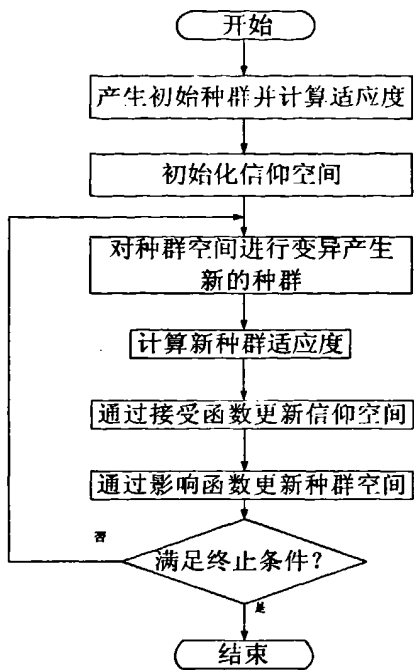 开始
产生初始种群并计算适应度
初始化信仰空间
对种群空间进行变异产生
新的种群
计算新种群适应度
通过接受函数更新信仰空间
通过影响函数更新种群空间
否
满足终止条件？
是
结束